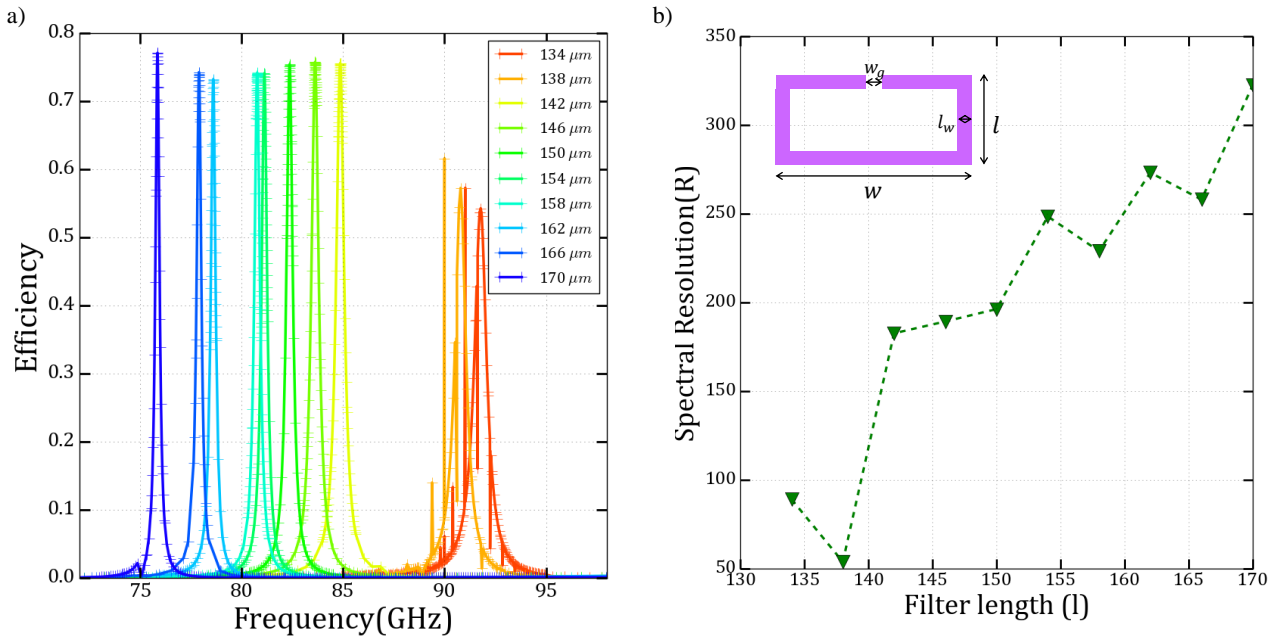 a)
0.8
0.7
0.6
0.5
0.4
0.3
0.2
0.1
0.0
Efficiency
75
80
85
90
95
Frequency(GHz)
134 μm
138 μm
142 μm
146 μm
150 μm
154 μm
158 μm
162 μm
166 μm
170 μm
b)
350
300
250
200
150
100
50
Spectral Resolution(R)
130
135
140
145
150
155
160
165
170
Filter length (l)
w_g
l_w
l
w